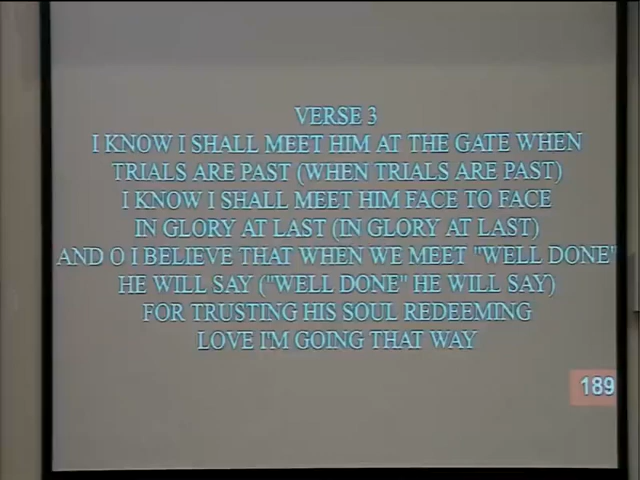 VERSE 3
I KNOW I SHALL MEET HIM AT THE GATE WHEN
TRIALS ARE PAST (WHEN TRIALS ARE PAST)
I KNOW I SHALL MEET HIM FACE TO FACE
IN GLORY AT LAST (IN GLORY AT LAST)
AND O I BELIEVE THAT WHEN WE MEET "WELL DONE"
HE WILL SAY ("WELL DONE" HE WILL SAY)
FOR TRUSTING HIS SOUL REDEEMING
LOVE I'M GOING THAT WAY
189